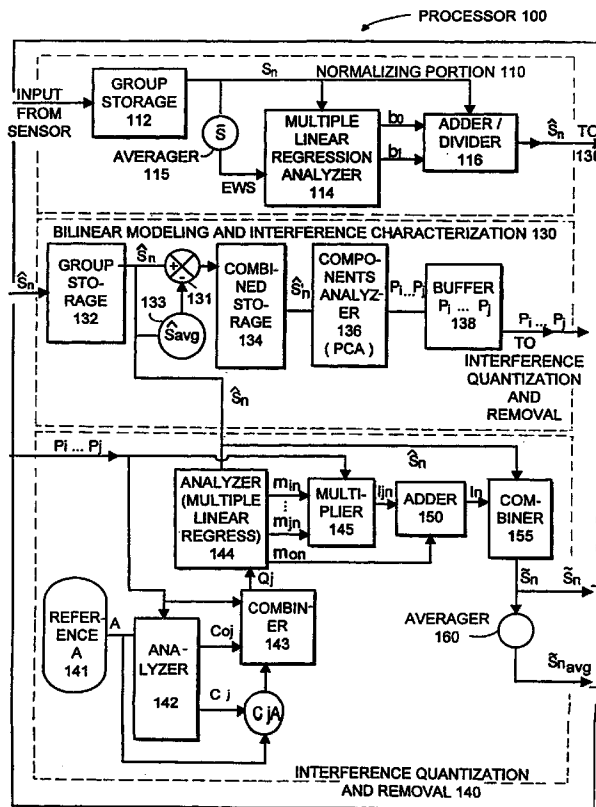 PROCESSOR 100
INPUT
FROM
SENSOR
GROUP
STORAGE
112
Sn
NORMALIZING PORTION 110
S̄
AVERAGER
115
EWS
MULTIPLE
LINEAR
REGRESSION
ANALYZER
114
b0
b1
ADDER /
DIVIDER
116
Ŝn
TO
130
BILINEAR MODELING AND INTERFERENCE CHARACTERIZATION 130
Ŝn
GROUP
STO-
RAGE
132
Ŝn
+
-
131
133
Ŝavg
COMBINED
STORAGE
134
Ŝn
COMPONENTS
ANALYZER
136
( PCA )
Pi...Pj
BUFFER
Pi ... Pj
138
Pi... Pj
TO
INTERFERENCE
QUANTIZATION
AND
REMOVAL
Ŝn
Pi ... Pj
Ŝn
ANALYZER
(MULTIPLE
LINEAR
REGRESS)
144
min
⋮
mjn
mon
MULTI-
PLIER
145
Ijn
ADDER
150
In
COM-
BINER
155
S̃n
S̃n
AVERAGER
160
S̃navg
Qj
REFER-
ENCE
A
141
A
ANA-
LYZER
142
Coj
Cj
COMBIN-
ER
143
CjA
INTERFERENCE QUANTIZATION
AND REMOVAL 140